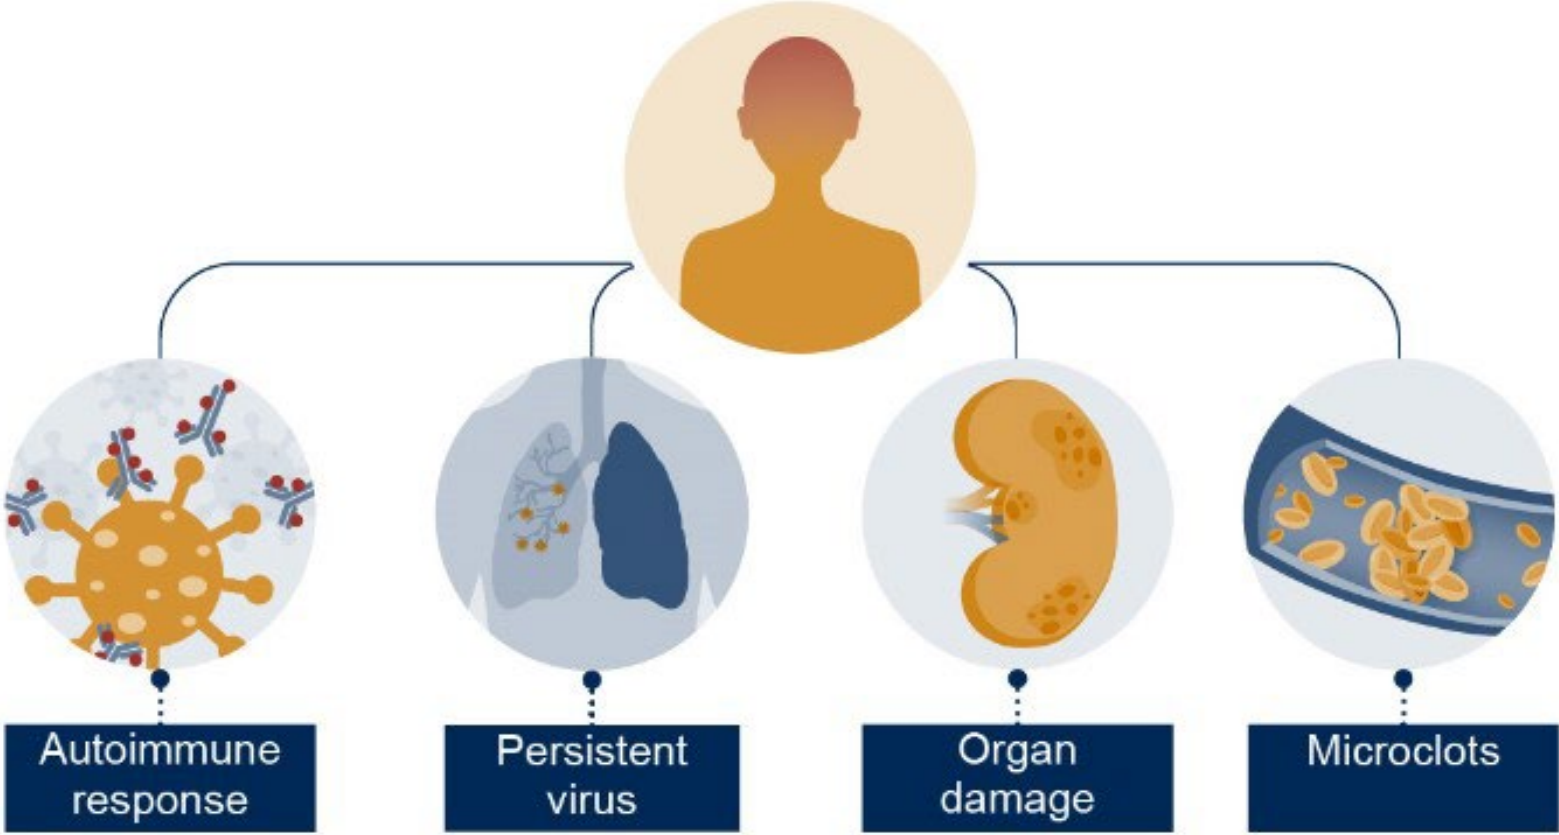 Autoimmune
response
Persistent
virus
Organ
damage
Microclots